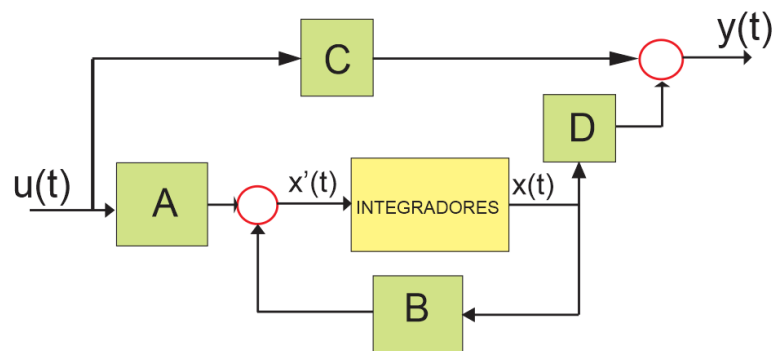 y(t)
C
D
u(t)
A
x'(t)
INTEGRADORES
x(t)
B